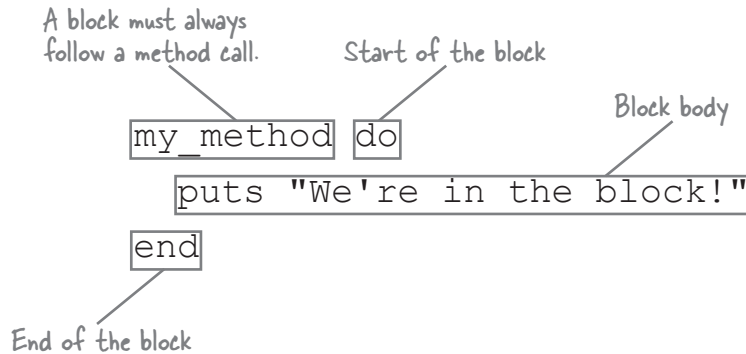 A block must always
follow a method call.
Start of the block
Block body
my_method do
puts "We're in the block!"
end
End of the block